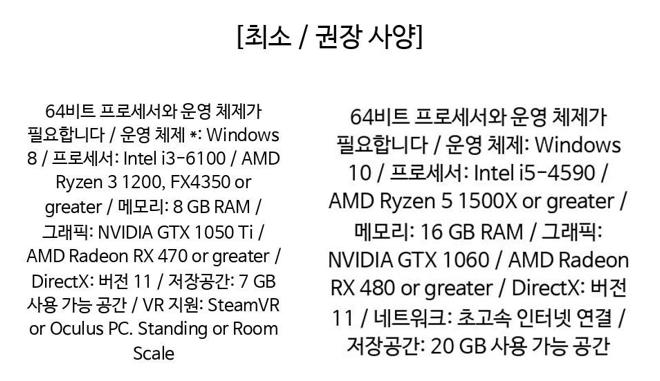 [최소 / 권장 사양]
64비트 프로세서와 운영 체제가
필요합니다 / 운영 체제 *: Windows
8 / 프로세서: Intel i3-6100 / AMD
Ryzen 3 1200, FX4350 or
greater / 메모리: 8 GB RAM /
그래픽: NVIDIA GTX 1050 Ti /
AMD Radeon RX 470 or greater /
DirectX: 버전 11 / 저장공간: 7 GB
사용 가능 공간 / VR 지원: SteamVR
or Oculus PC. Standing or Room
Scale
64비트 프로세서와 운영 체제가
필요합니다 / 운영 체제: Windows
10 / 프로세서: Intel i5-4590 /
AMD Ryzen 5 1500X or greater /
메모리: 16 GB RAM / 그래픽:
NVIDIA GTX 1060 / AMD Radeon
RX 480 or greater / DirectX: 버전
11 / 네트워크: 초고속 인터넷 연결 /
저장공간: 20 GB 사용 가능 공간